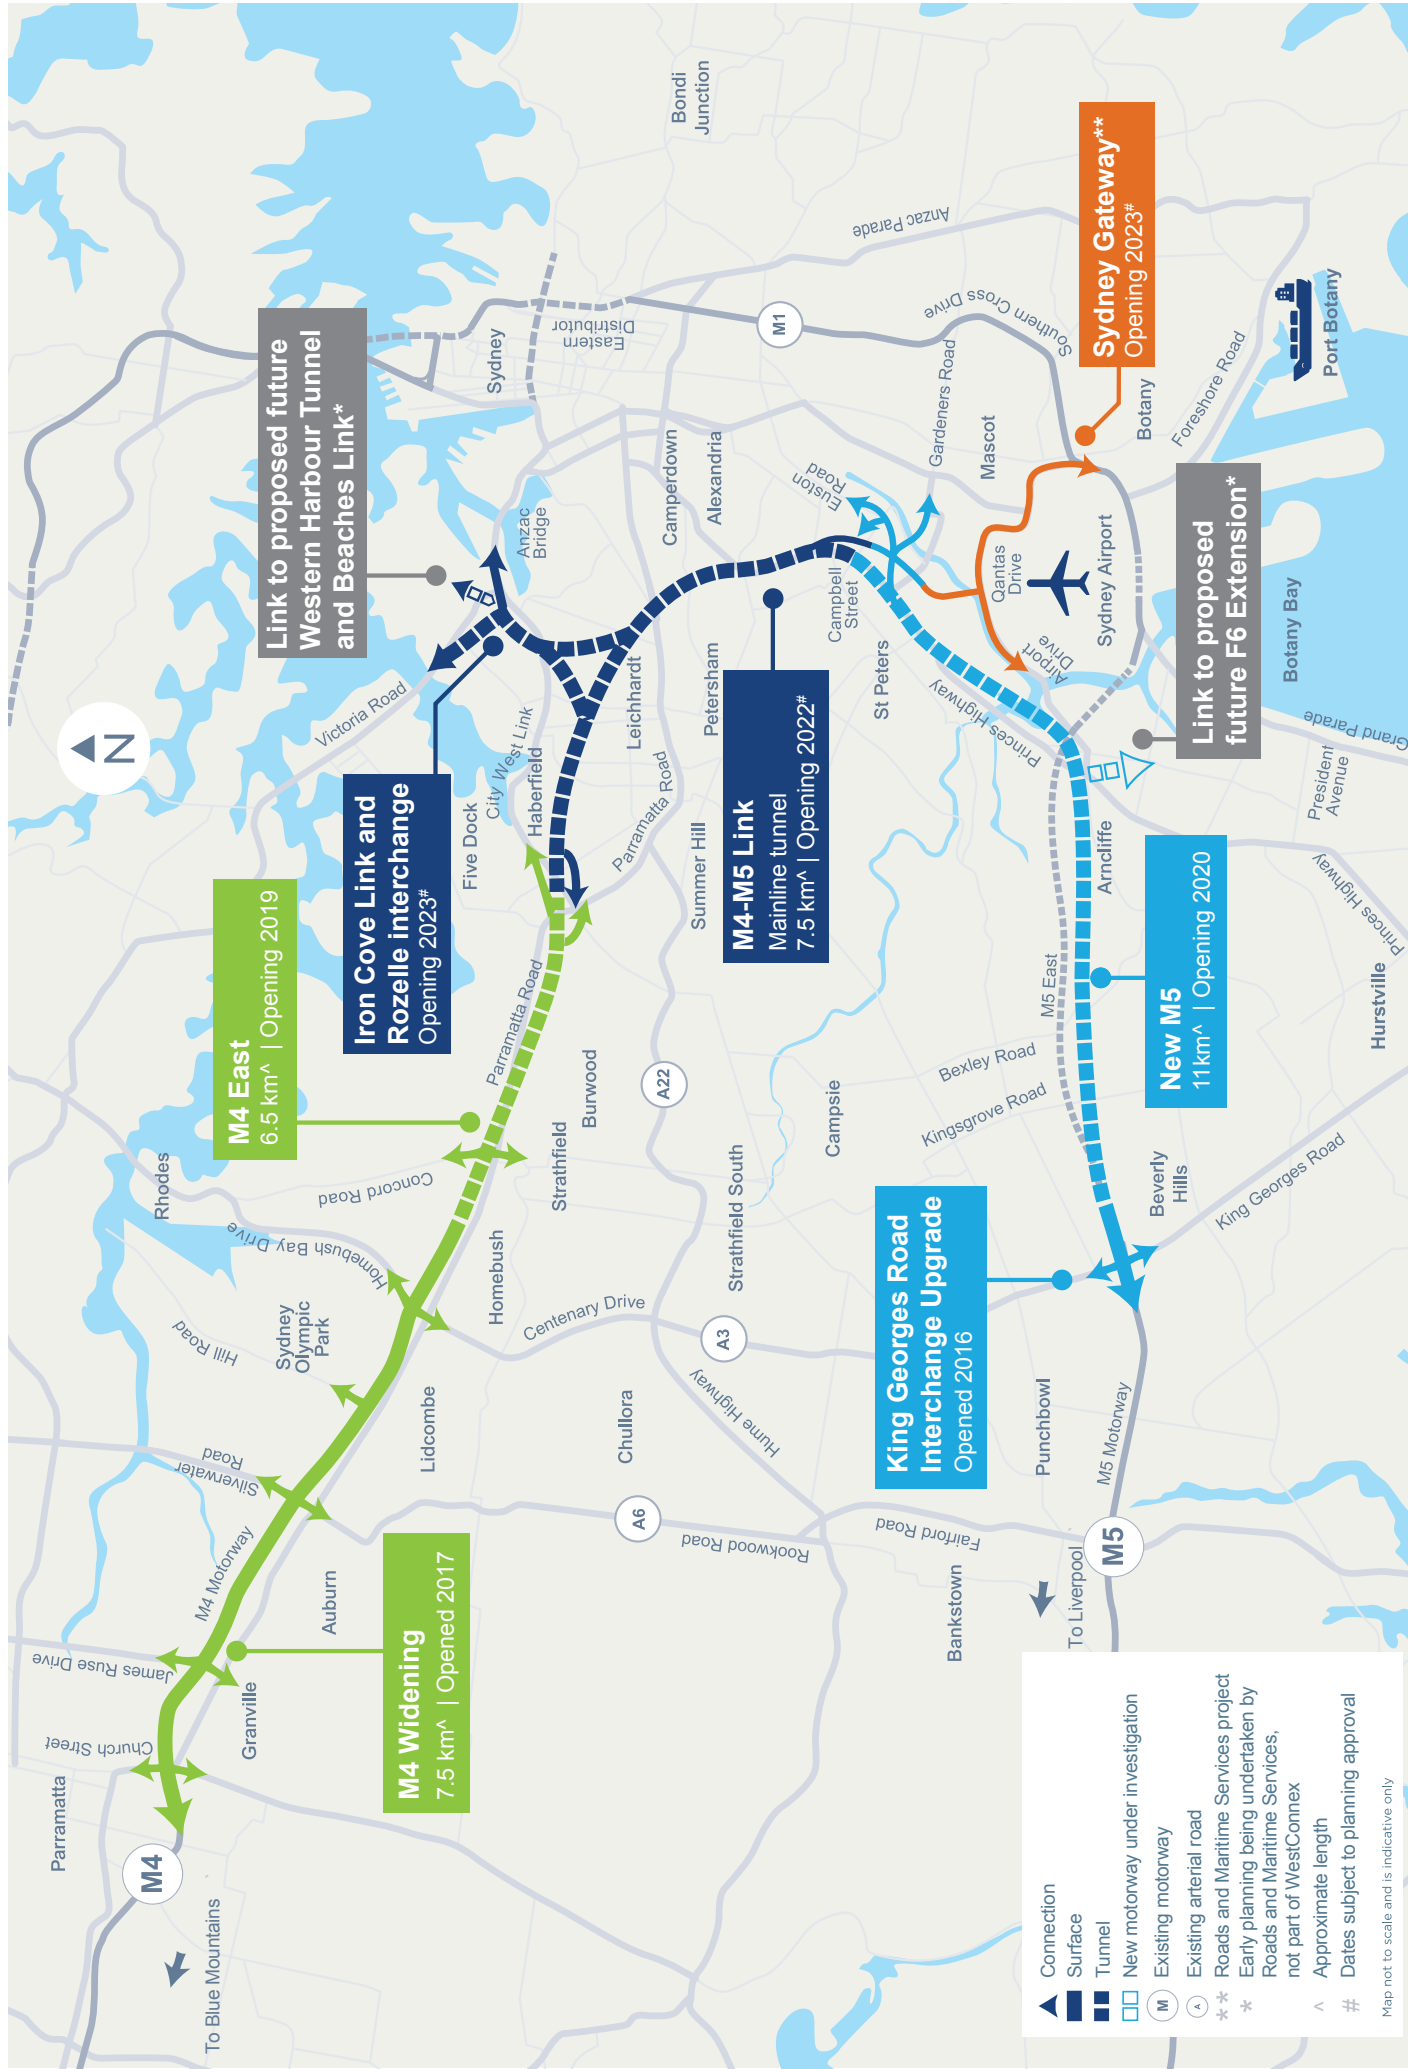 Parramatta
Church Street
James Ruse Drive
M4
To Blue Mountains
Granville
M4 Motorway
Silverwater
Road
Hill Road
Sydney
Olympic
Park
Auburn
M4 Widening
7.5 km^ | Opened 2017
Lidcombe
Homebush Bay Drive
Rhodes
Concord Road
Homebush
M4 East
6.5 km^ | Opening 2019
Strathfield
Burwood
Parramatta Road
Centenary Drive
Chullora
A6
Rookwood Road
Hume Highway
A3
Strathfield South
A22
Campsie
Iron Cove Link and
Rozelle interchange
Opening 2023#
Five Dock
City West Link
Haberfield
Victoria Road
N
Link to proposed future
Western Harbour Tunnel
and Beaches Link*
Anzac
Bridge
Sydney
Eastern
Distributor
Bondi
Junction
Leichhardt
Parramatta Road
Summer Hill
Petersham
Camperdown
Alexandria
M4-M5 Link
Mainline tunnel
7.5 km^ | Opening 2022#
M1
Anzac Parade
Southern Cross Drive
Euston
Road
Campbell
Street
St Peters
Gardeners Road
Mascot
Qantas
Drive
Airport
Drive
Sydney Airport
Princes Highway
Sydney Gateway**
Opening 2023#
Botany
Foreshore Road
Port Botany
Botany Bay
Link to proposed
future F6 Extension*
Grand Parade
President
Avenue
Princes Highway
Arncliffe
M5 East
Bexley Road
Kingsgrove Road
New M5
11km^ | Opening 2020
Hurstville
Beverly
Hills
King Georges Road
King Georges Road
Interchange Upgrade
Opened 2016
Punchbowl
M5 Motorway
Fairford Road
M5
Bankstown
To Liverpool
Connection
Surface
Tunnel
New motorway under investigation
M Existing motorway
A Existing arterial road
** Roads and Maritime Services project
* Early planning being undertaken by
Roads and Maritime Services,
not part of WestConnex
^ Approximate length
# Dates subject to planning approval
Map not to scale and is indicative only